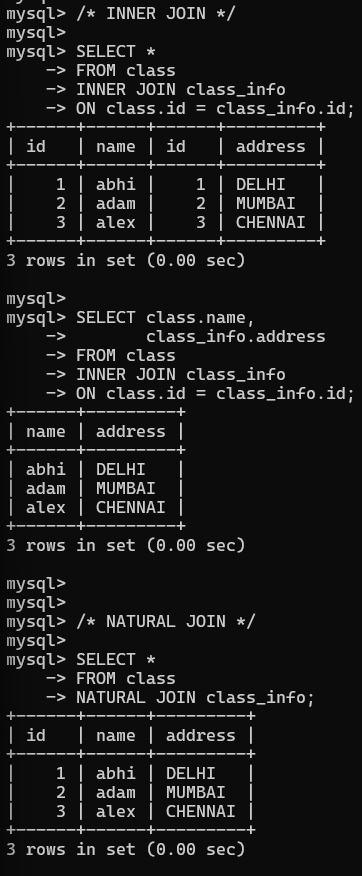 mysql> /* INNER JOIN */
mysql>
mysql> SELECT *
    -> FROM class
    -> INNER JOIN class_info
    -> ON class.id = class_info.id;
+------+------+------+---------+
| id   | name | id   | address |
+------+------+------+---------+
|    1 | abhi |    1 | DELHI   |
|    2 | adam |    2 | MUMBAI  |
|    3 | alex |    3 | CHENNAI |
+------+------+------+---------+
3 rows in set (0.00 sec)

mysql>
mysql> SELECT class.name,
    ->        class_info.address
    -> FROM class
    -> INNER JOIN class_info
    -> ON class.id = class_info.id;
+------+---------+
| name | address |
+------+---------+
| abhi | DELHI   |
| adam | MUMBAI  |
| alex | CHENNAI |
+------+---------+
3 rows in set (0.00 sec)

mysql>
mysql>
mysql> /* NATURAL JOIN */
mysql>
mysql> SELECT *
    -> FROM class
    -> NATURAL JOIN class_info;
+------+------+---------+
| id   | name | address |
+------+------+---------+
|    1 | abhi | DELHI   |
|    2 | adam | MUMBAI  |
|    3 | alex | CHENNAI |
+------+------+---------+
3 rows in set (0.00 sec)